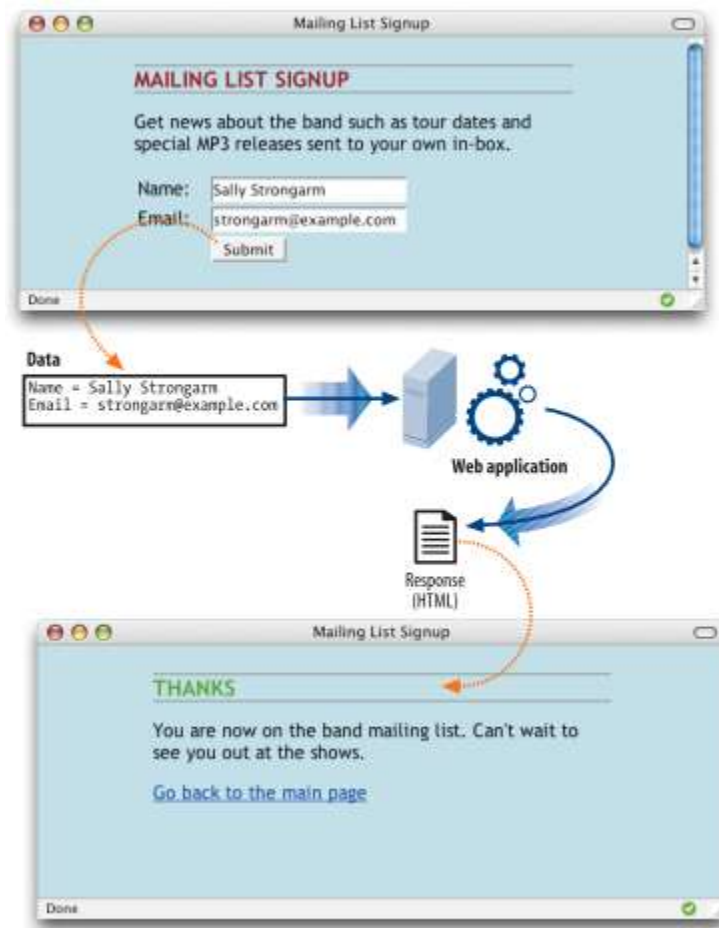 Mailing List Signup
MAILING LIST SIGNUP
Get news about the band such as tour dates and
special MP3 releases sent to your own in-box.
Name: Sally Strongarm
Email: strongarm@example.com
Submit
Done
Data
Name = Sally Strongarm
Email = strongarm@example.com
Web application
Response
(HTML)
Mailing List Signup
THANKS
You are now on the band mailing list. Can't wait to
see you out at the shows.
Go back to the main page
Done